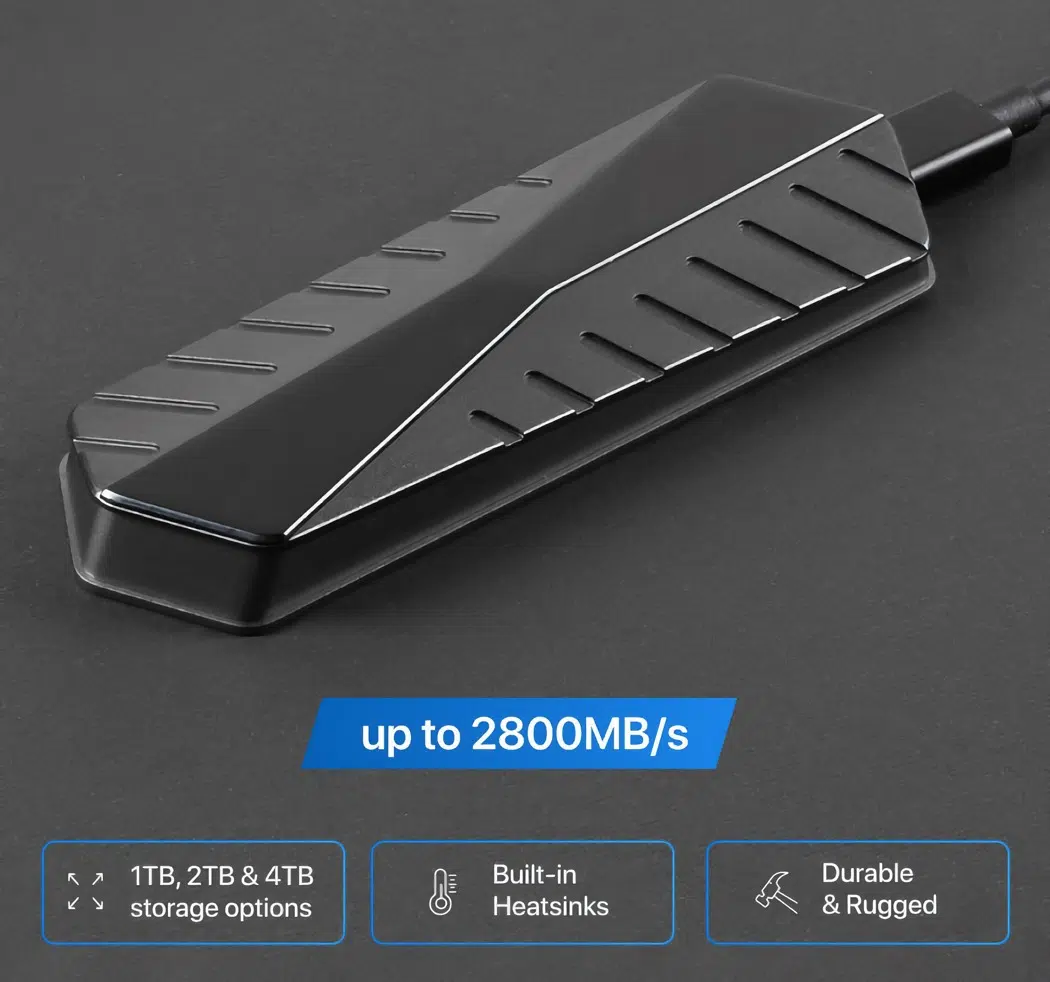 up to 2800MB/s
1TB, 2TB & 4TB
storage options
Built-in
Heatsinks
Durable
& Rugged